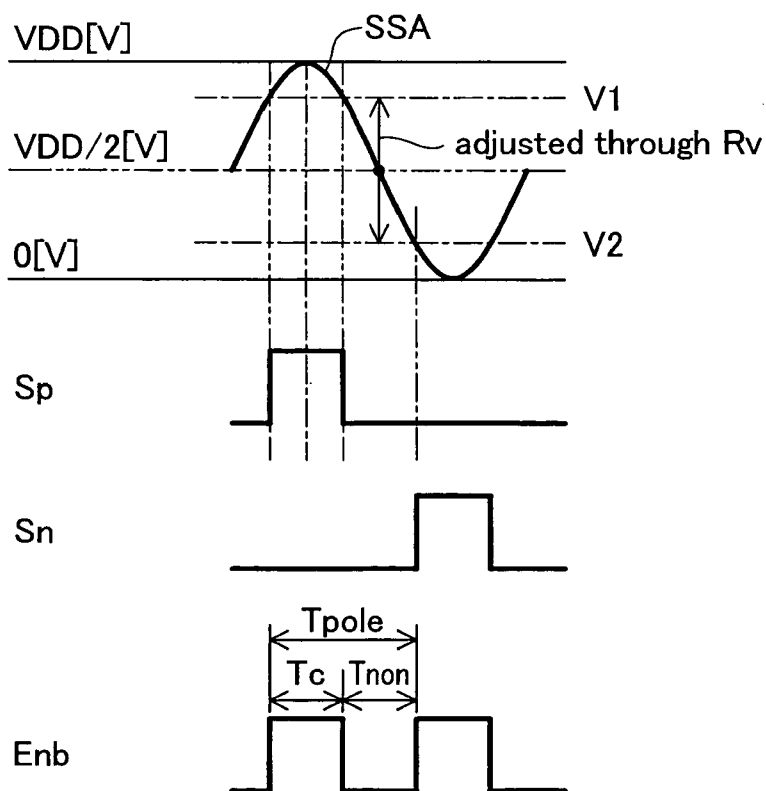 VDD[V]
SSA
V1
VDD/2[V]
adjusted through Rv
V2
0[V]
Sp
Sn
Tpole
Tc
Tnon
Enb